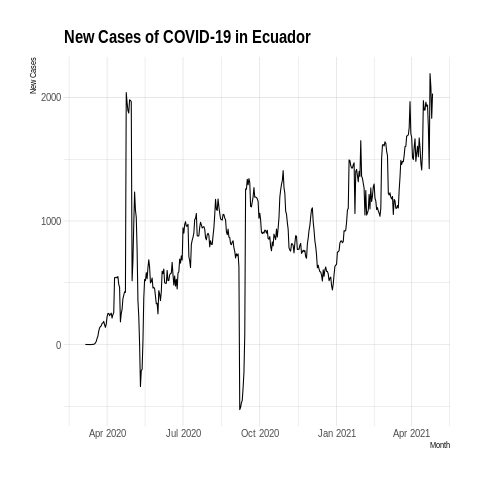 New Cases of COVID-19 in Ecuador
New Cases
2000
1000
0
Apr 2020 Jul 2020 Oct 2020 Jan 2021 Apr 2021
Month